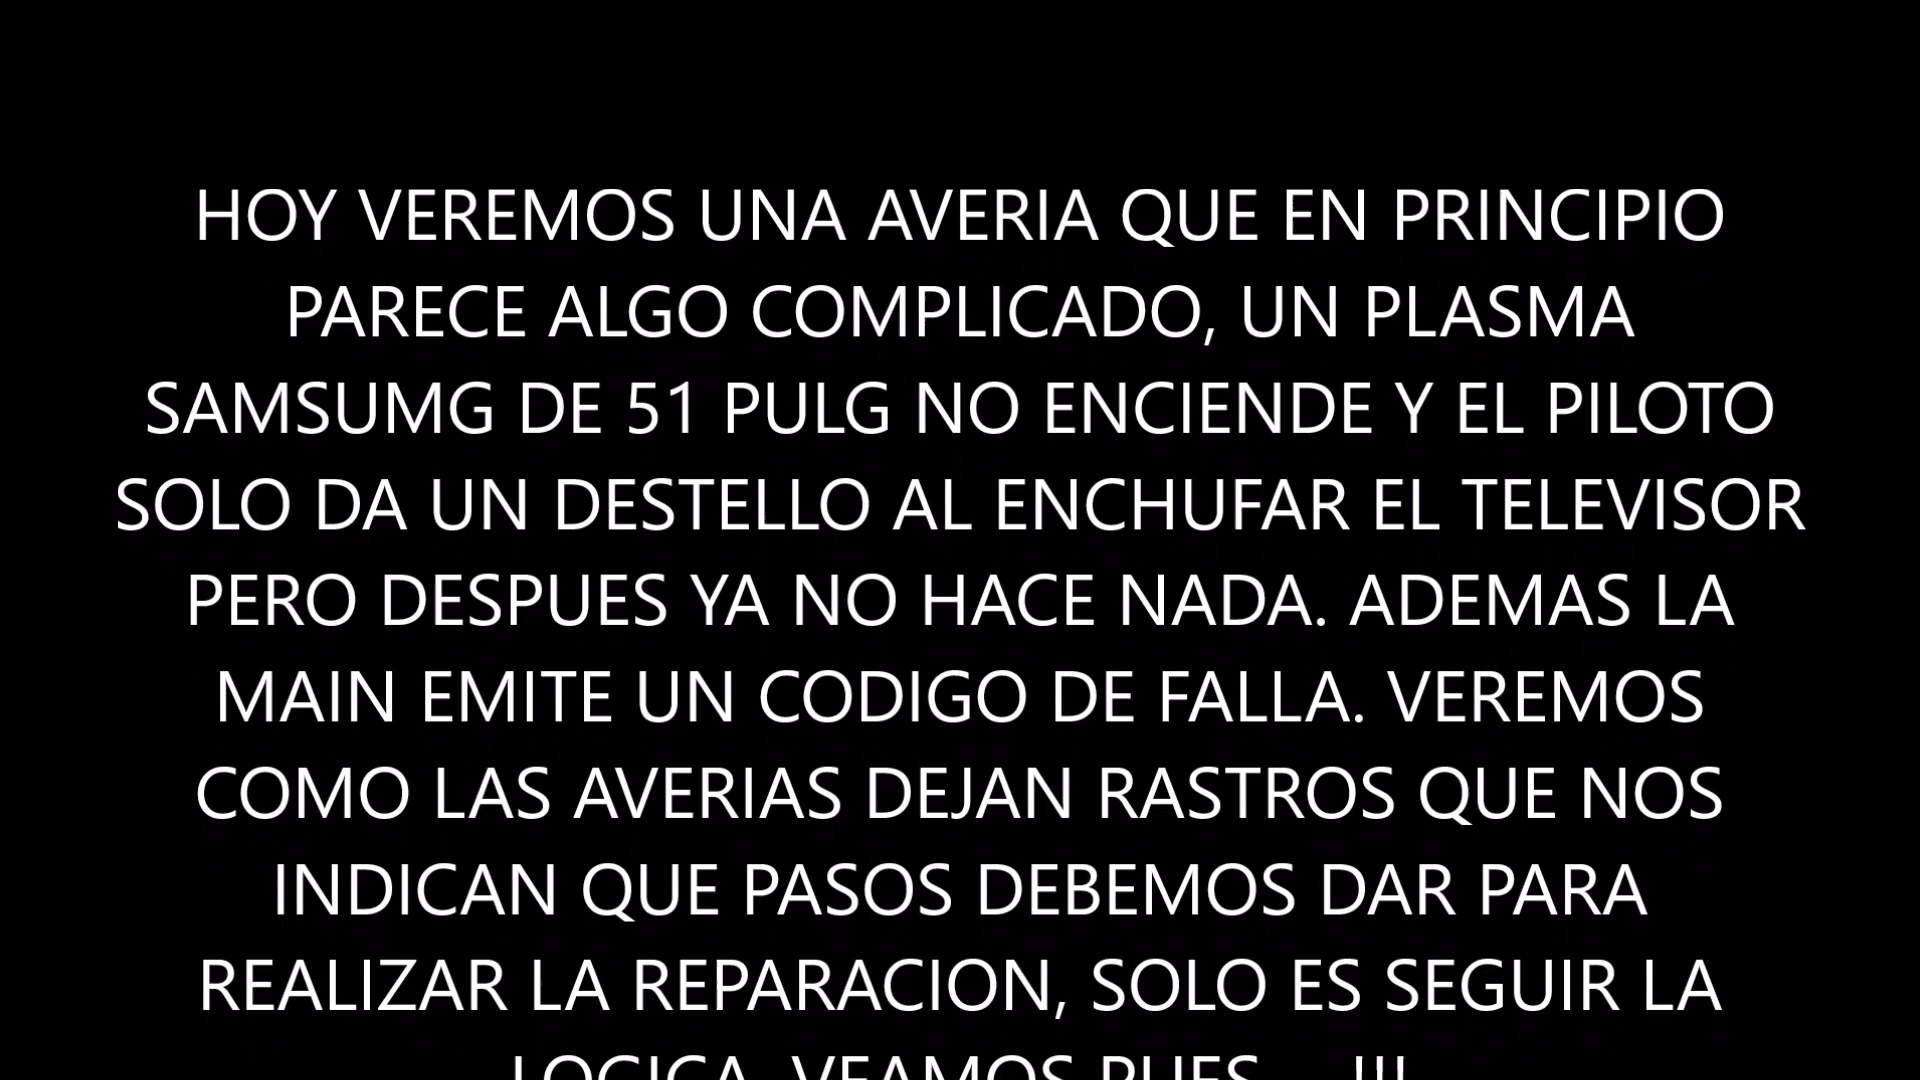 HOY VEREMOS UNA AVERIA QUE EN PRINCIPIO
PARECE ALGO COMPLICADO, UN PLASMA
SAMSUMG DE 51 PULG NO ENCIENDE Y EL PILOTO
SOLO DA UN DESTELLO AL ENCHUFAR EL TELEVISOR
PERO DESPUES YA NO HACE NADA. ADEMAS LA
MAIN EMITE UN CODIGO DE FALLA. VEREMOS
COMO LAS AVERIAS DEJAN RASTROS QUE NOS
INDICAN QUE PASOS DEBEMOS DAR PARA
REALIZAR LA REPARACION, SOLO ES SEGUIR LA
LOGICA, VEAMOS PUES....!!!